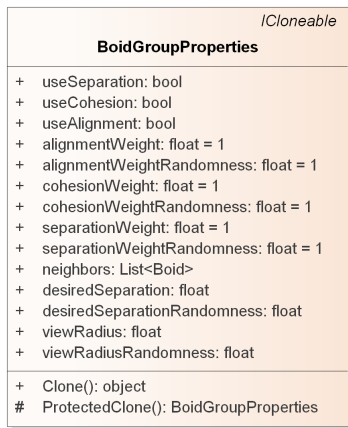 ICloneable
BoidGroupProperties
+ useSeparation: bool
+ useCohesion: bool
+ useAlignment: bool
+ alignmentWeight: float = 1
+ alignmentWeightRandomness: float = 1
+ cohesionWeight: float = 1
+ cohesionWeightRandomness: float = 1
+ separationWeight: float = 1
+ separationWeightRandomness: float = 1
+ neighbors: List<Boid>
+ desiredSeparation: float
+ desiredSeparationRandomness: float
+ viewRadius: float
+ viewRadiusRandomness: float
+ Clone(): object
# ProtectedClone(): BoidGroupProperties